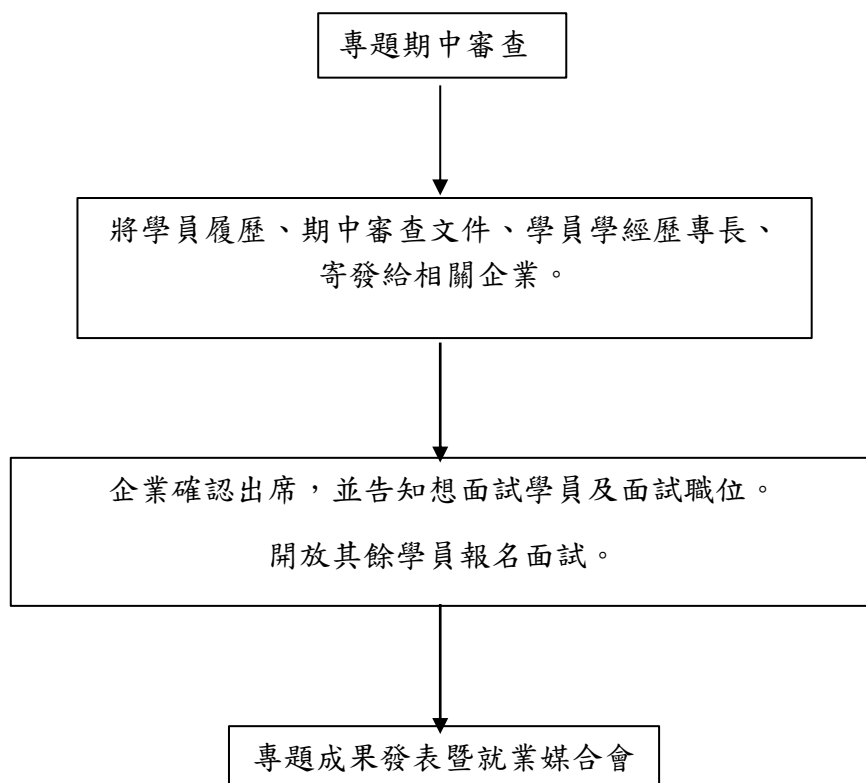 專題期中審查
將學員履歷、期中審查文件、學員學經歷專長、
寄發給相關企業。
企業確認出席，並告知想面試學員及面試職位。
開放其餘學員報名面試。
專題成果發表暨就業媒合會